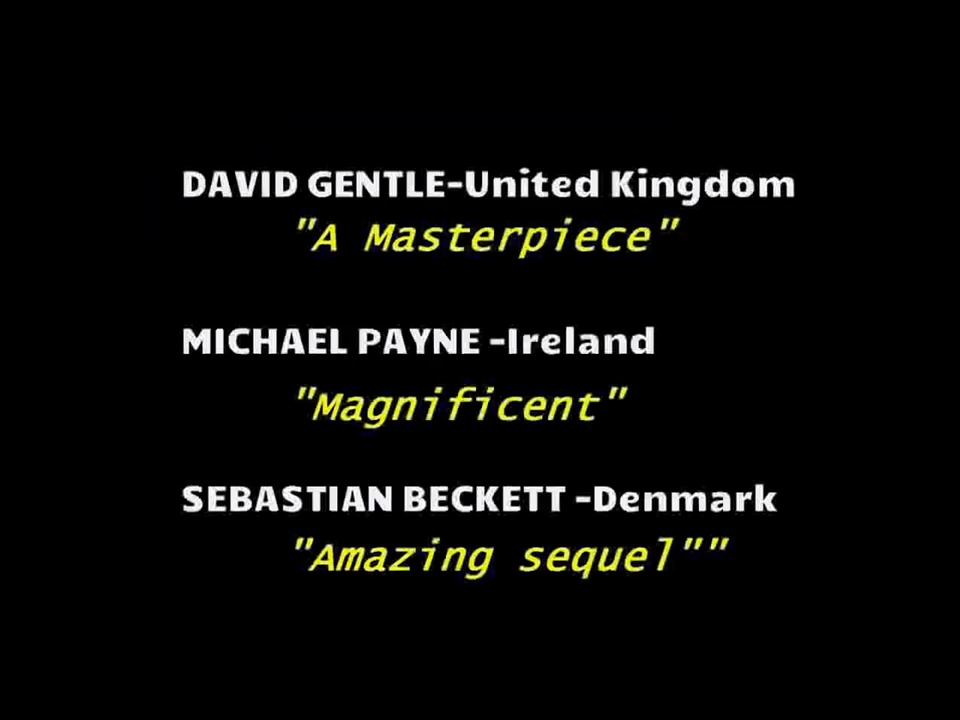 DAVID GENTLE-United Kingdom
"A Masterpiece"
MICHAEL PAYNE -Ireland
"Magnificent"
SEBASTIAN BECKETT -Denmark
"Amazing sequel""